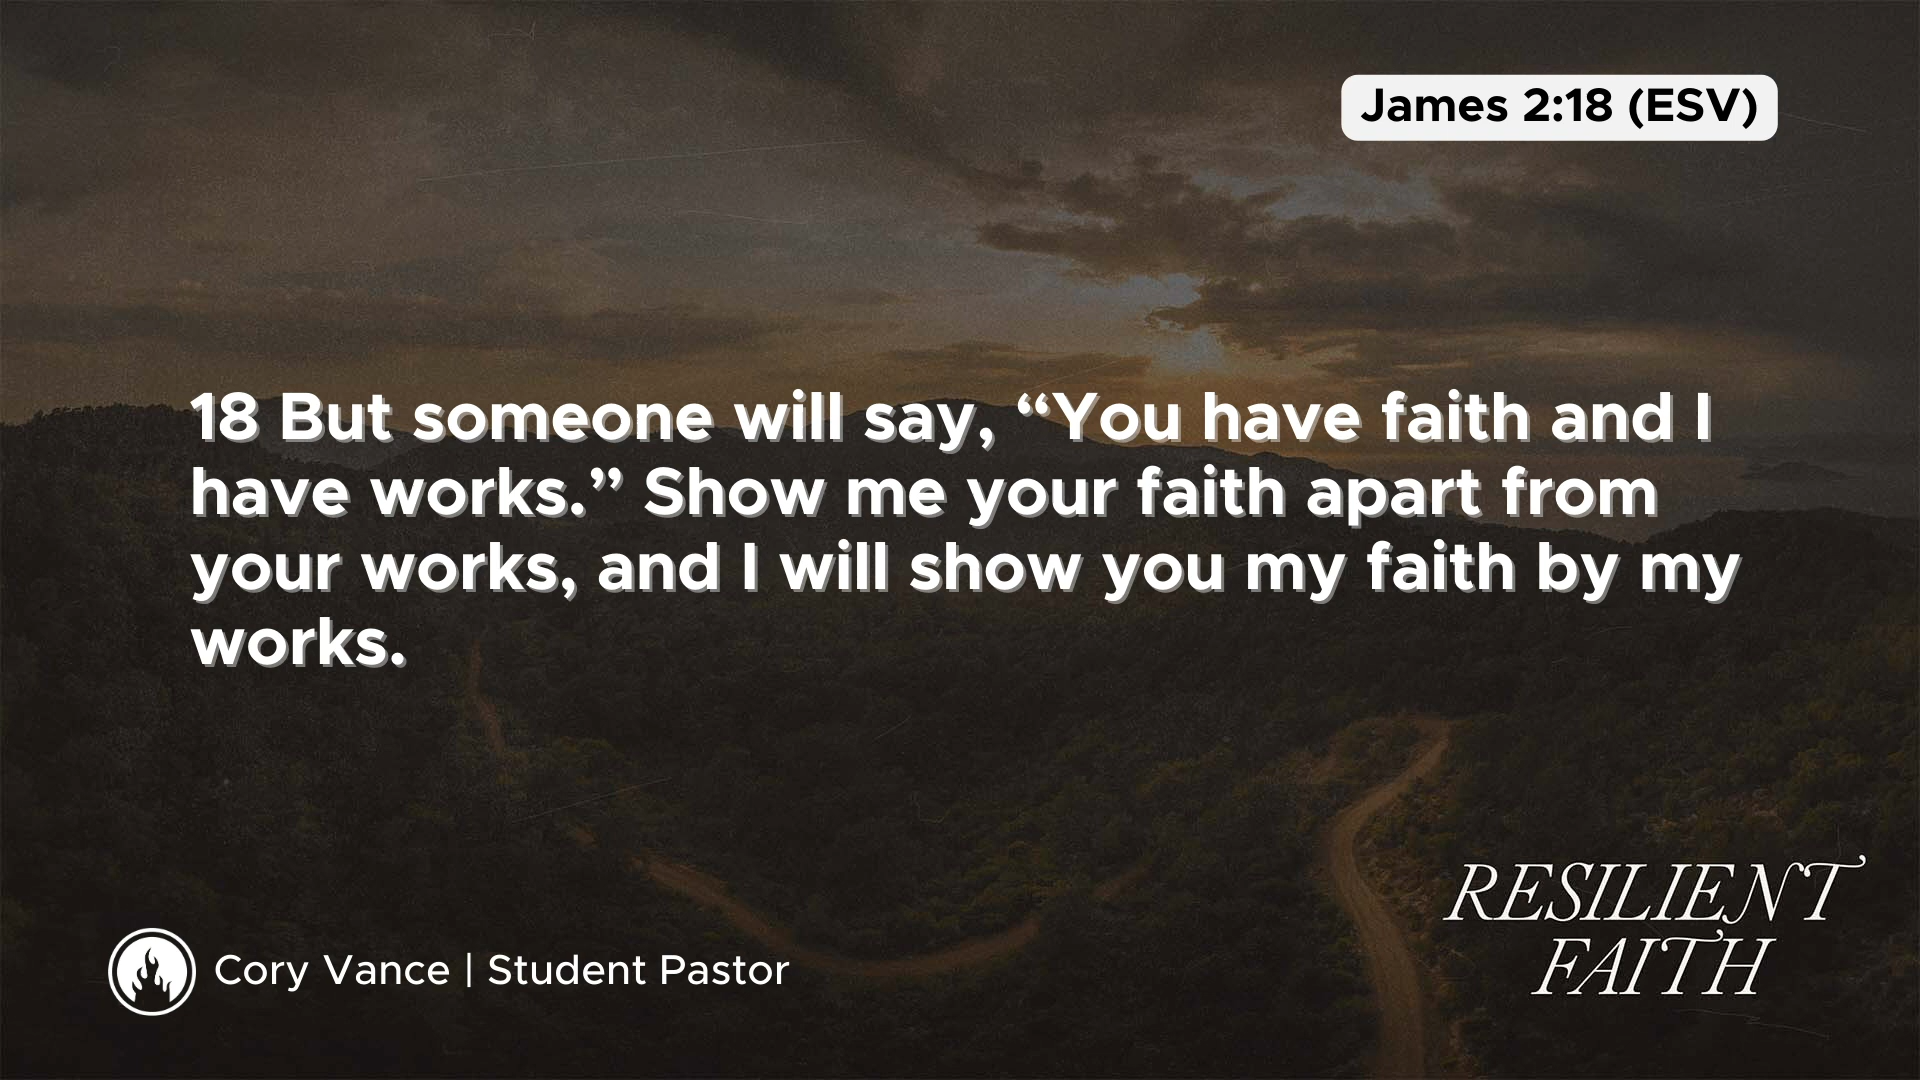 James 2:18 (ESV)
18 But someone will say, “You have faith and I
have works.” Show me your faith apart from
your works, and I will show you my faith by my
works.
Cory Vance | Student Pastor
RESILIENT
FAITH